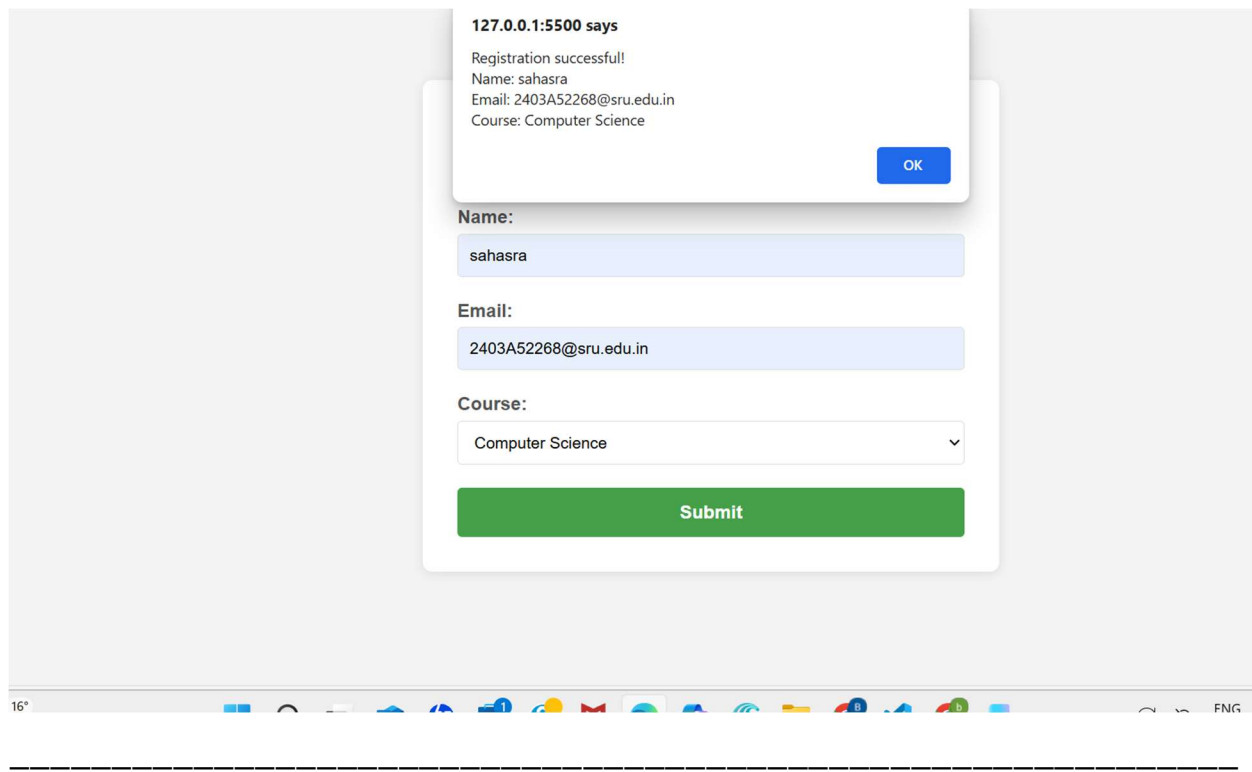 127.0.0.1:5500 says
Registration successful!
Name: sahasra
Email: 2403A52268@sru.edu.in
Course: Computer Science
OK
Name:
sahasra
Email:
2403A52268@sru.edu.in
Course:
Computer Science
Submit
16°
1
B
b
ENG